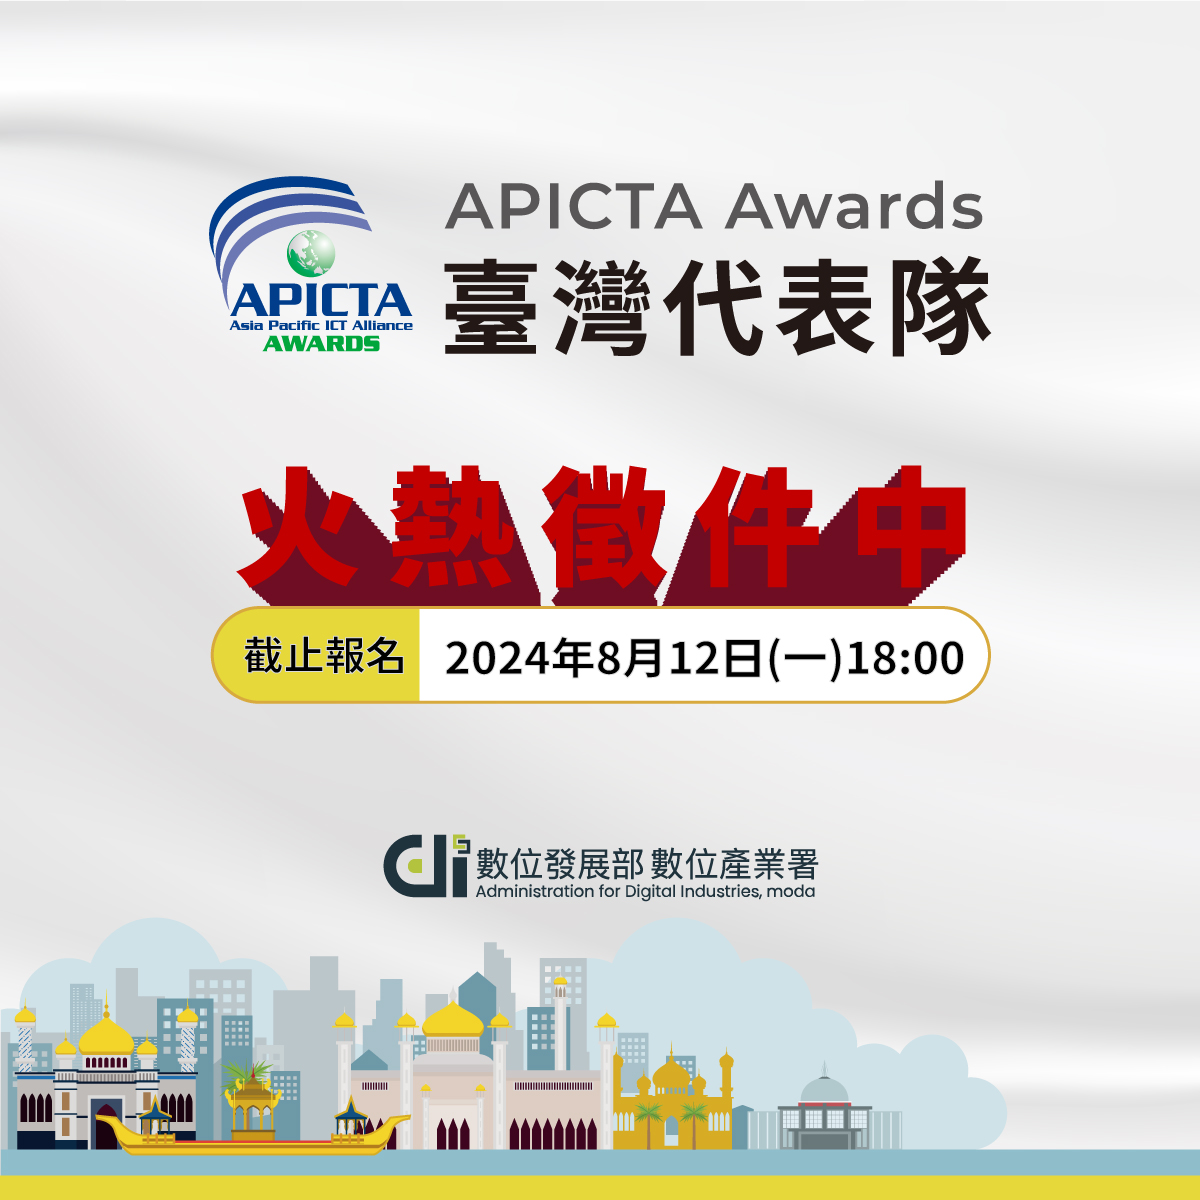 APICTA
Asia Pacific ICT Alliance
AWARDS
APICTA Awards
臺灣代表隊
火熱徵件中
截止報名 2024年8月12日(一)18:00
數位發展部 數位產業署
Administration for Digital Industries, moda